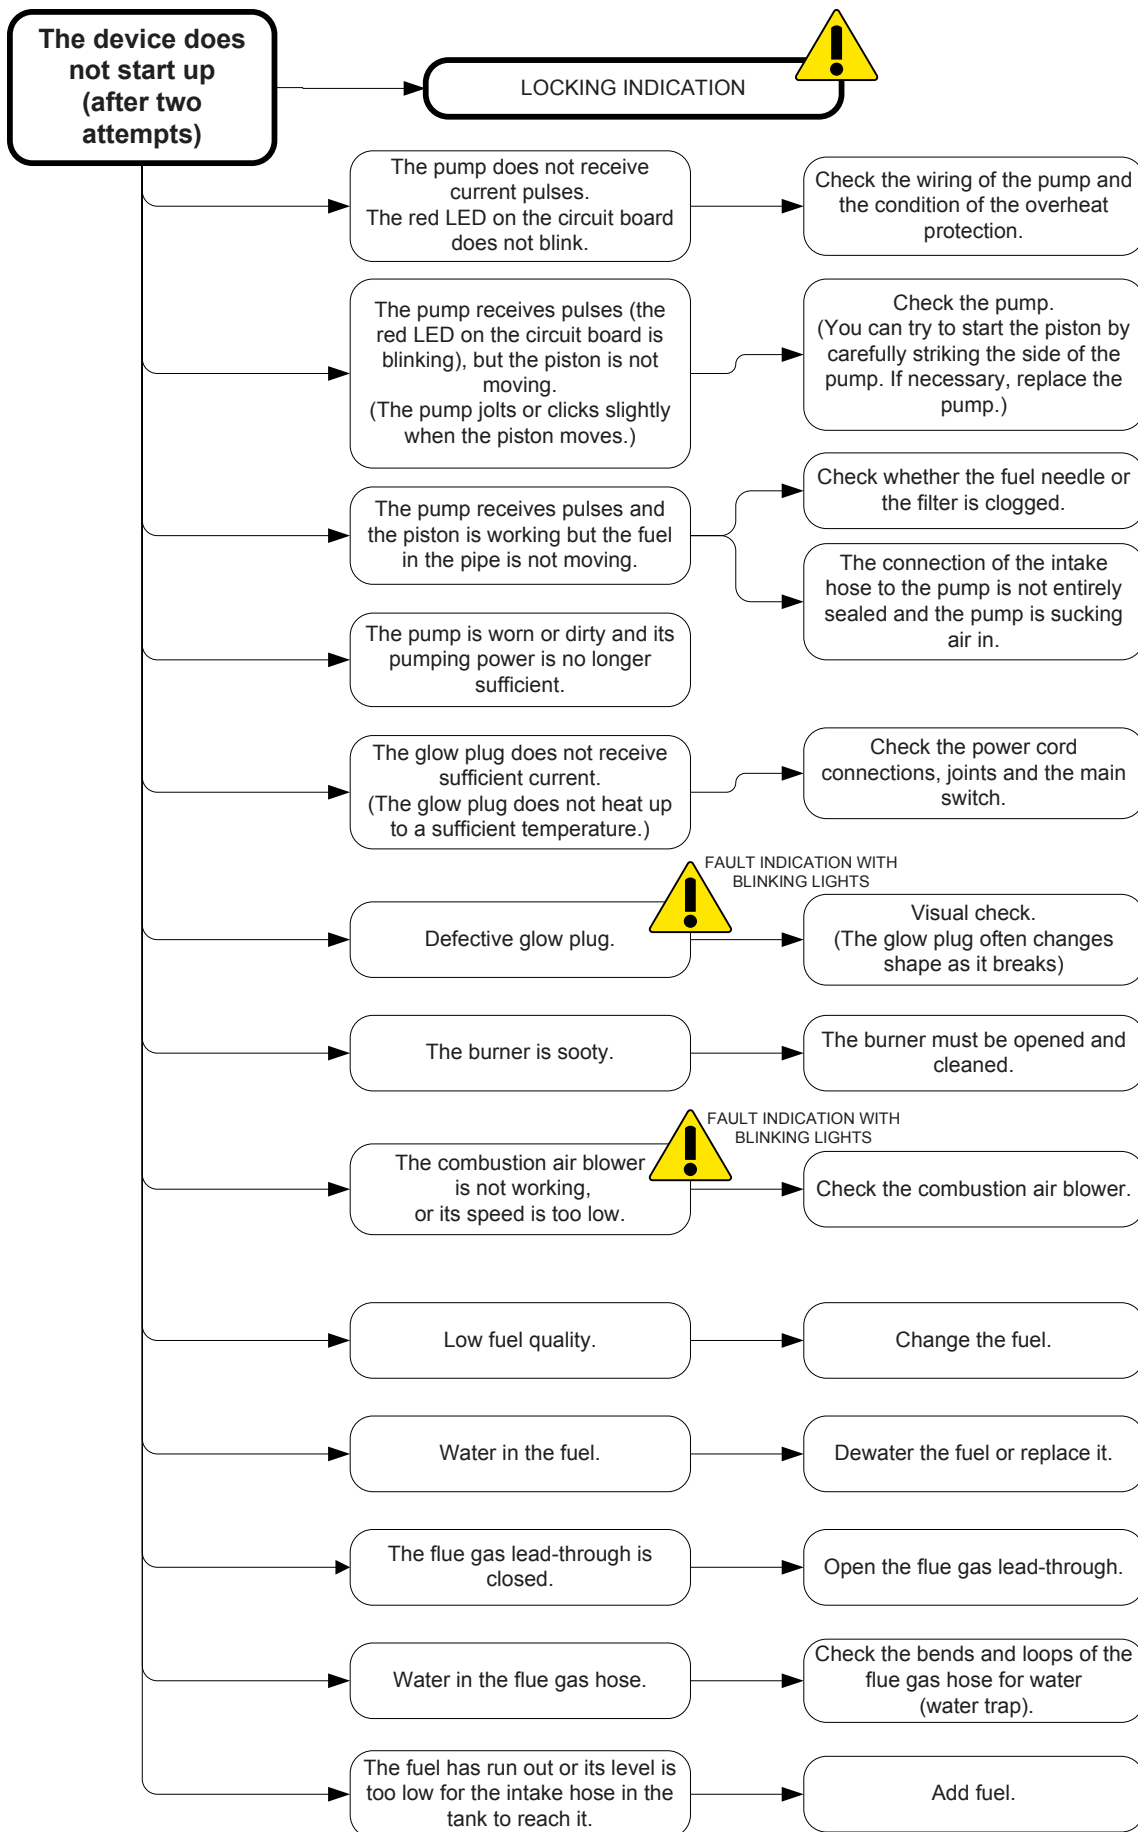 The device does
not start up
(after two
attempts)
LOCKING INDICATION
The pump does not receive
current pulses.
The red LED on the circuit board
does not blink.
Check the wiring of the pump and
the condition of the overheat
protection.
The pump receives pulses (the
red LED on the circuit board is
blinking), but the piston is not
moving.
(The pump jolts or clicks slightly
when the piston moves.)
Check the pump.
(You can try to start the piston by
carefully striking the side of the
pump. If necessary, replace the
pump.)
The pump receives pulses and
the piston is working but the fuel
in the pipe is not moving.
Check whether the fuel needle or
the filter is clogged.
The connection of the intake
hose to the pump is not entirely
sealed and the pump is sucking
air in.
The pump is worn or dirty and its
pumping power is no longer
sufficient.
The glow plug does not receive
sufficient current.
(The glow plug does not heat up
to a sufficient temperature.)
Check the power cord
connections, joints and the main
switch.
FAULT INDICATION WITH
BLINKING LIGHTS
Defective glow plug.
Visual check.
(The glow plug often changes
shape as it breaks)
The burner is sooty.
The burner must be opened and
cleaned.
FAULT INDICATION WITH
BLINKING LIGHTS
The combustion air blower
is not working,
or its speed is too low.
Check the combustion air blower.
Low fuel quality.
Change the fuel.
Water in the fuel.
Dewater the fuel or replace it.
The flue gas lead-through is
closed.
Open the flue gas lead-through.
Water in the flue gas hose.
Check the bends and loops of the
flue gas hose for water
(water trap).
The fuel has run out or its level is
too low for the intake hose in the
tank to reach it.
Add fuel.